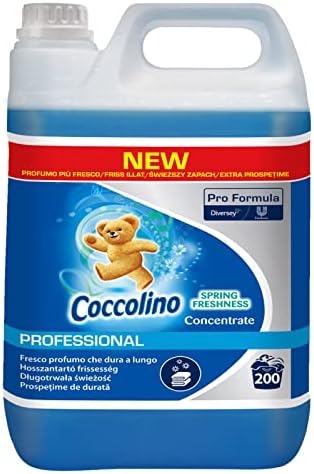 NEW
PROFUMO PIÙ FRESCO/FRISS ILLAT/ŚWIEŻSZY ZAPACH/EXTRA PROSPEȚIME
Pro Formula
Diversey
Unilever
Coccolino
SPRING
FRESHNESS
Concentrate
PROFESSIONAL
Fresco profumo che dura a lungo
Hosszantartó frissesség
Długotrwała świeżość
Prospețime de durată
200